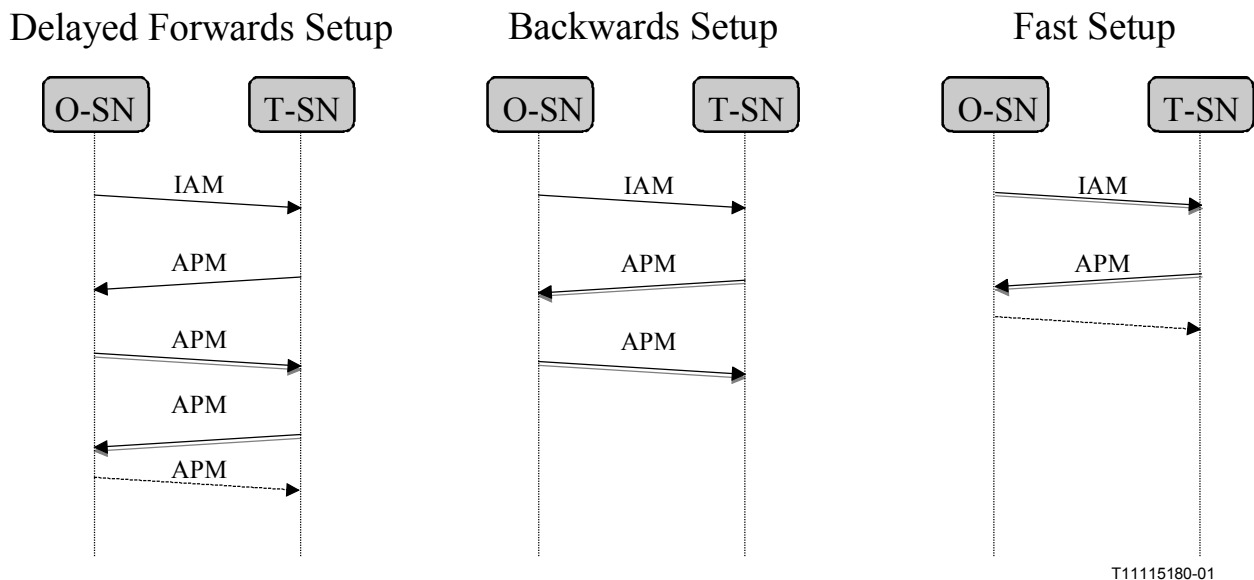 Delayed Forwards Setup
Backwards Setup
Fast Setup
O-SN
T-SN
O-SN
T-SN
O-SN
T-SN
IAM
IAM
IAM
APM
APM
APM
APM
APM
APM
APM
T11115180-01